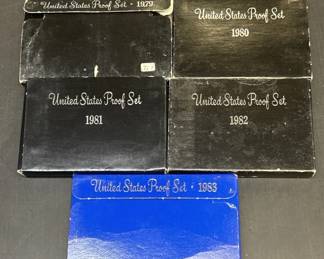 United States Proof Set · 1979
United States Proof Set
1980
United States Proof Set
1981
United States Proof Set
1982
United States Proof Set · 1983